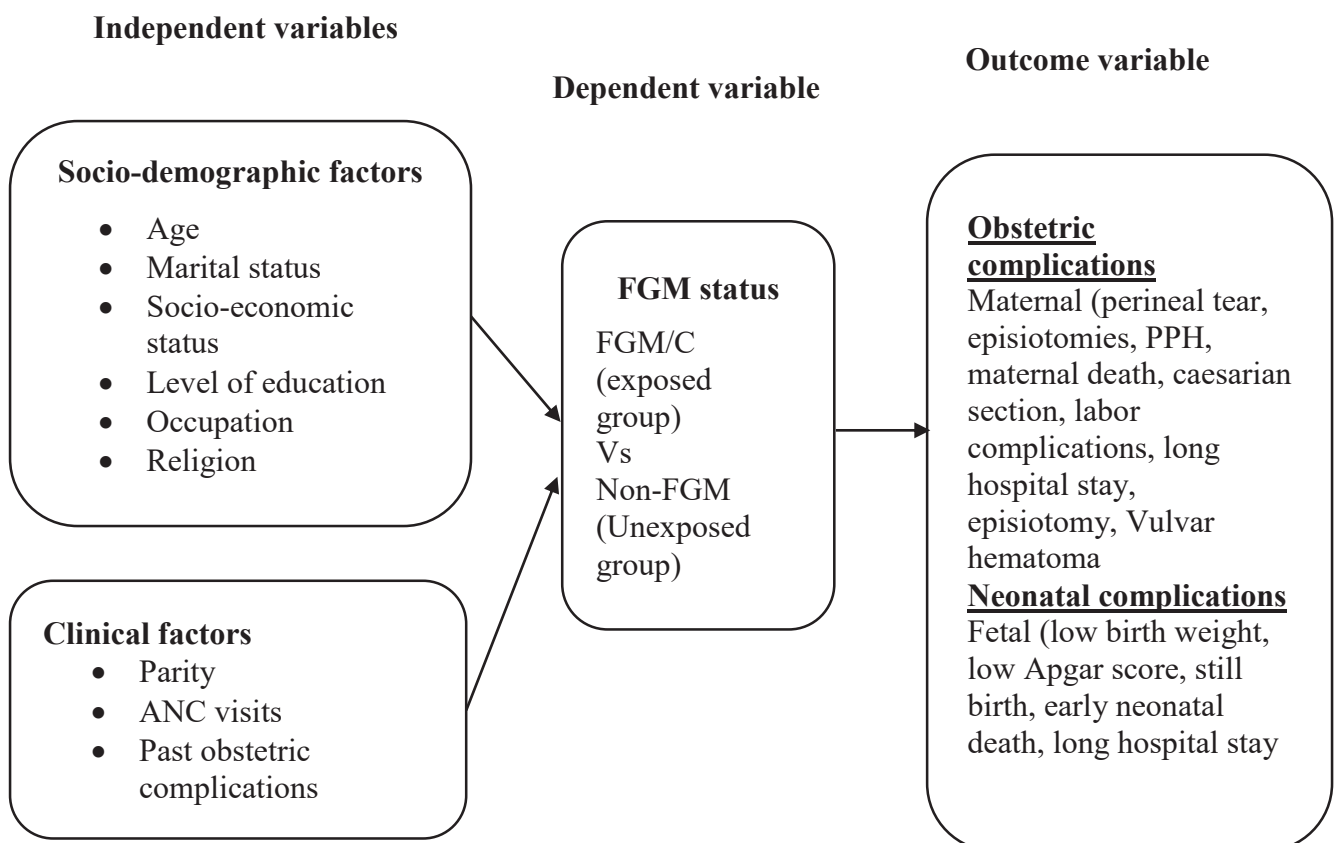 Independent variables
Dependent variable
Outcome variable
Socio-demographic factors
• Age
• Marital status
• Socio-economic
status
• Level of education
• Occupation
• Religion
Clinical factors
• Parity
• ANC visits
• Past obstetric
complications
FGM status
FGM/C
(exposed
group)
Vs
Non-FGM
(Unexposed
group)
Obstetric
complications
Maternal (perineal tear,
episiotomies, PPH,
maternal death, caesarian
section, labor
complications, long
hospital stay,
episiotomy, Vulvar
hematoma
Neonatal complications
Fetal (low birth weight,
low Apgar score, still
birth, early neonatal
death, long hospital stay